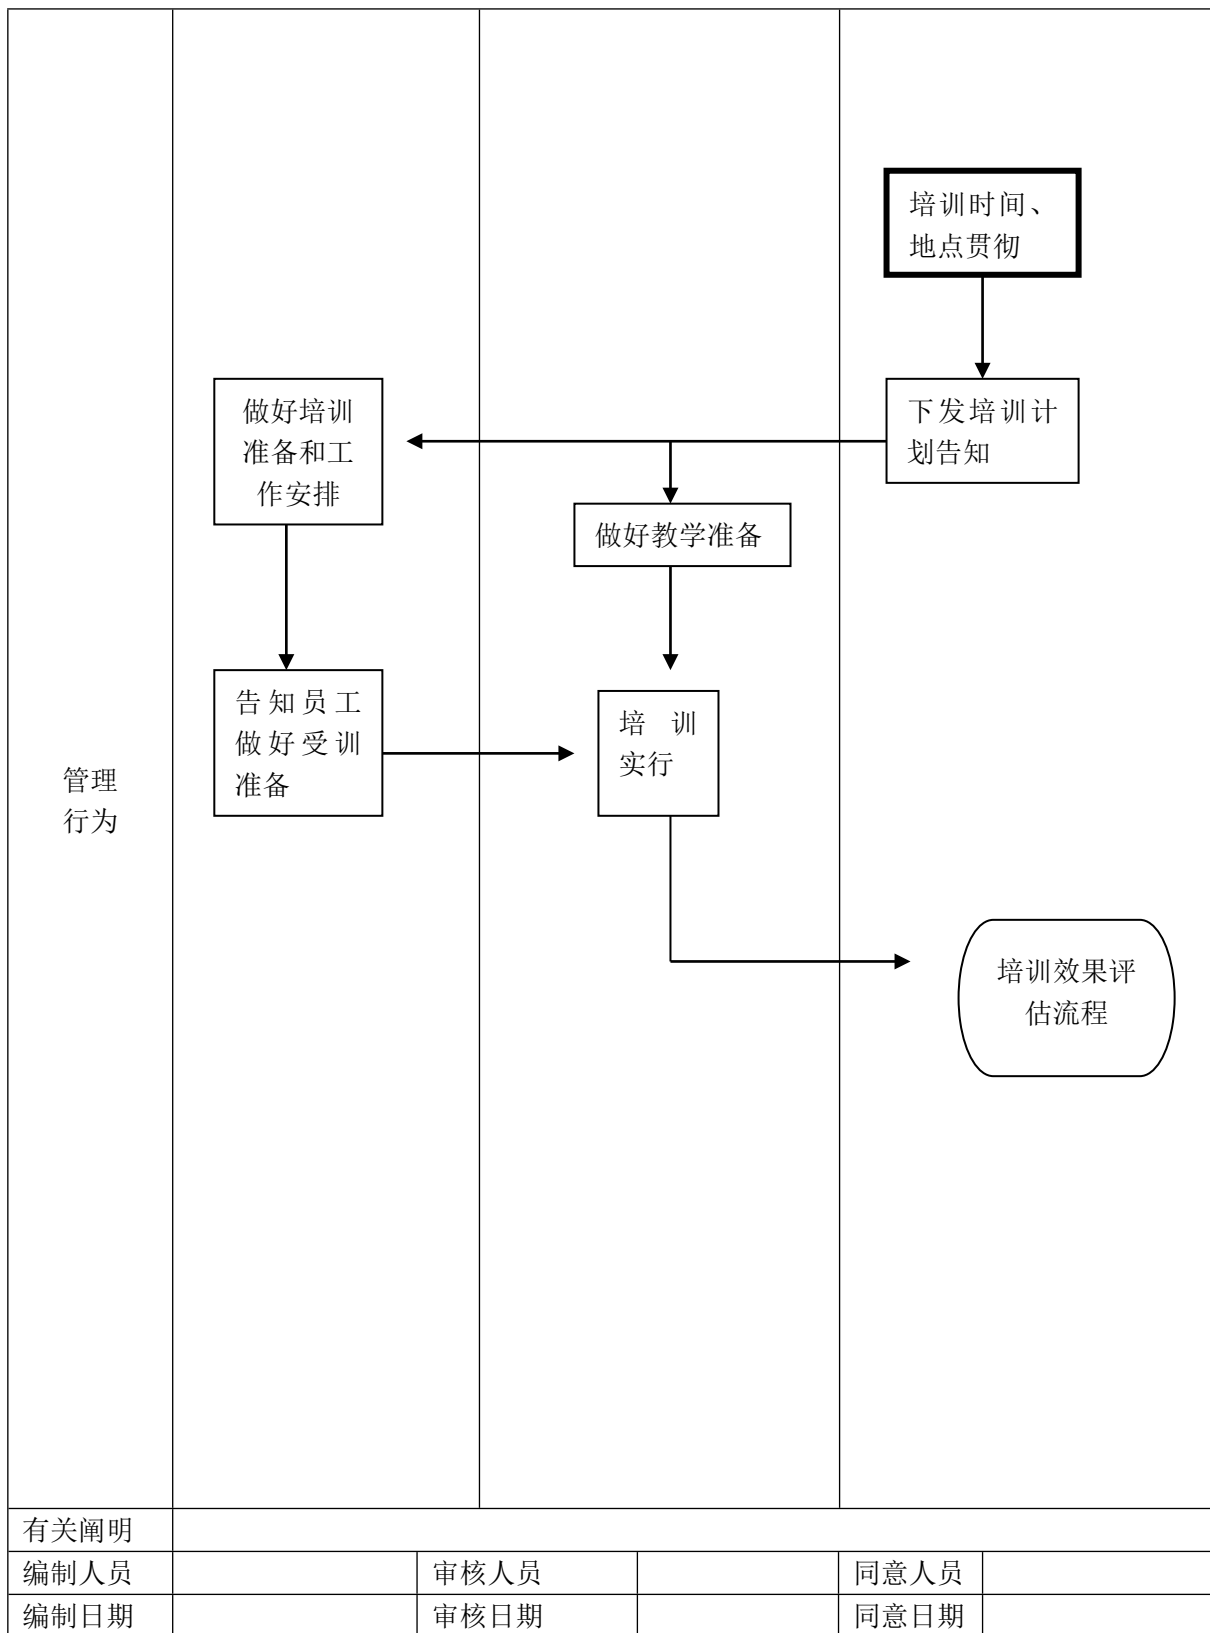 培训时间、
地点贯彻
做好培训
准备和工
作安排
下发培训计
划告知
做好教学准备
告知员工
做好受训
准备
培训
实行
管理
行为
培训效果评
估流程
有关阐明
编制人员 审核人员 同意人员
编制日期 审核日期 同意日期